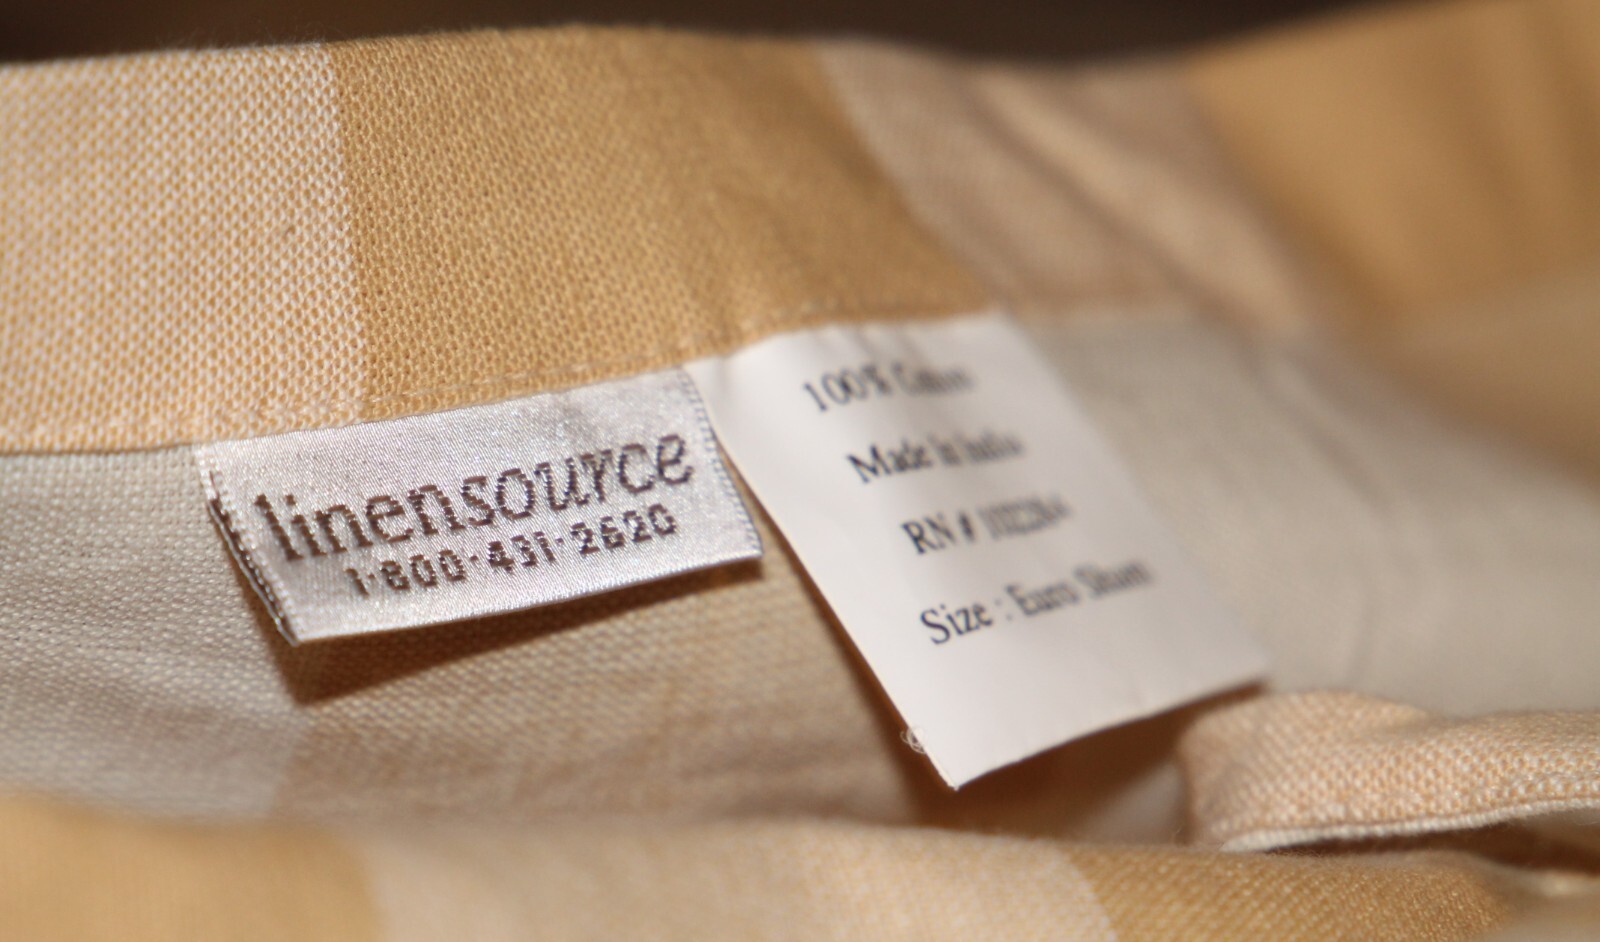 linensource
1·800·431·2620
100% Cotton
Made in India
RN #
Size : Euro Sham